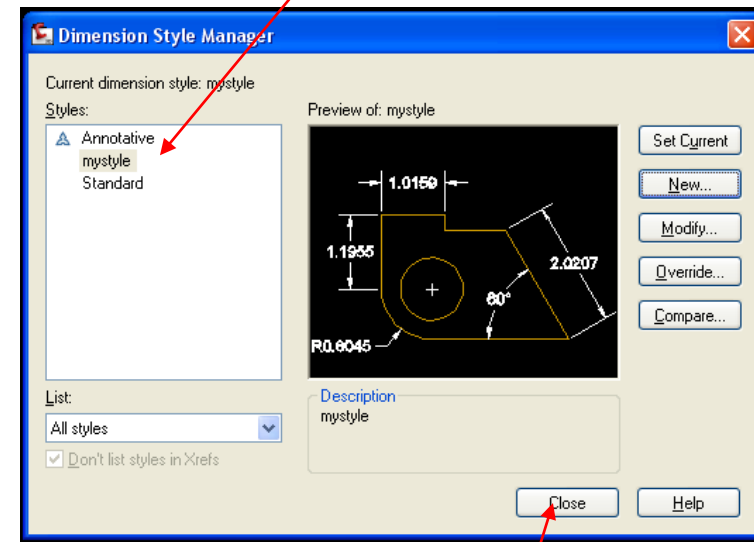 Dimension Style Manager
Current dimension style: mystyle
Styles:
Annotative
mystyle
Standard
Preview of: mystyle
1.0159
1.1955
2.0207
60°
R0.6045
Set Current
New...
Modify...
Override...
Compare...
List:
All styles
Don't list styles in Xrefs
Description
mystyle
Close
Help